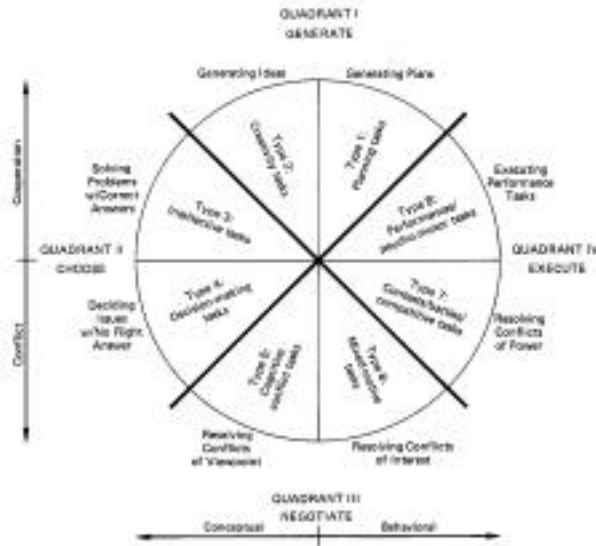 QUADRANT I
GENERATE
Generating Ideas
Generating Plans
Type 2:
Creativity tasks
Type 1:
Planning tasks
Cooperation
Solving
Problems
w/Correct
Answers
Executing
Performance
Tasks
Type 3:
Intellective tasks
Type 8:
Performances/
psycho-motor tasks
QUADRANT II
CHOOSE
QUADRANT IV
EXECUTE
Conflict
Deciding
Issues
w/No Right
Answer
Type 4:
Decision-making
tasks
Type 7:
Contests/battles/
competitive tasks
Resolving
Conflicts
of Power
Type 5:
Cognitive
conflict tasks
Type 6:
Mixed-motive
tasks
Resolving
Conflicts
of Viewpoint
Resolving Conflicts
of Interest
QUADRANT III
NEGOTIATE
Conceptual
Behavioral